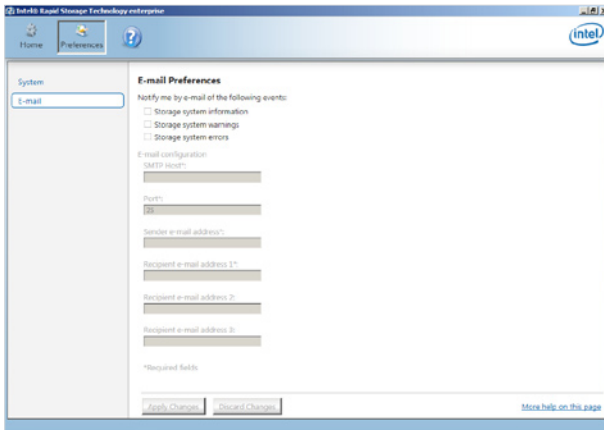 Intel® Rapid Storage Technology enterprise
Home
Preferences
?
intel
System
E-mail
E-mail Preferences
Notify me by e-mail of the following events:
Storage system information
Storage system warnings
Storage system errors
E-mail configuration
SMTP Host*:
Port*:
25
Sender e-mail address*:
Recipient e-mail address 1*:
Recipient e-mail address 2:
Recipient e-mail address 3:
*Required fields
Apply Changes
Discard Changes
More help on this page